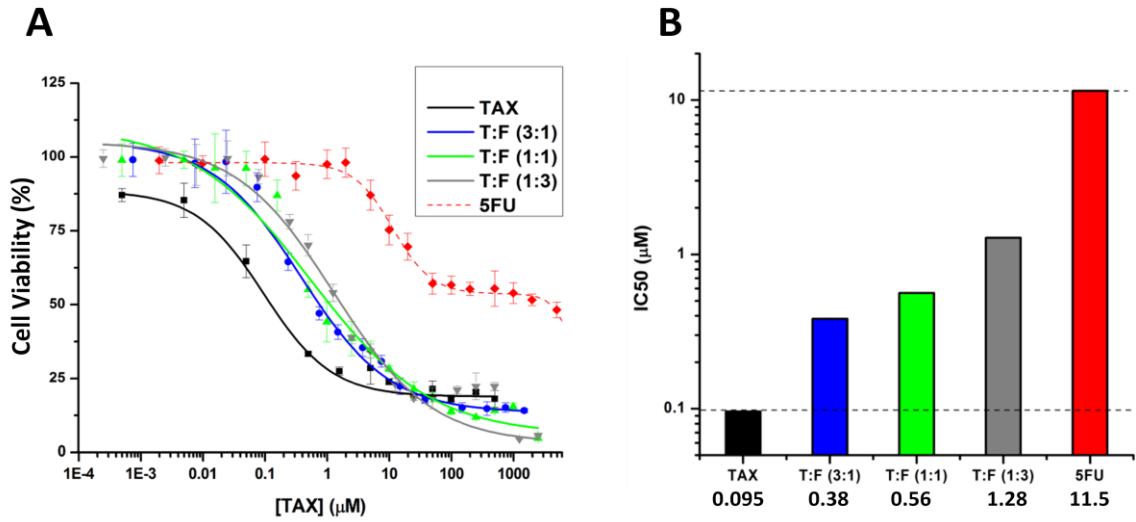 A
125
100
75
50
25
0
Cell Viability (%)
1E-4 1E-3 0.01 0.1 1 10 100 1000
[TAX] (μM)
TAX
T:F (3:1)
T:F (1:1)
T:F (1:3)
5FU
B
10
1
0.1
IC50 (μM)
TAX T:F (3:1) T:F (1:1) T:F (1:3) 5FU
0.095 0.38 0.56 1.28 11.5